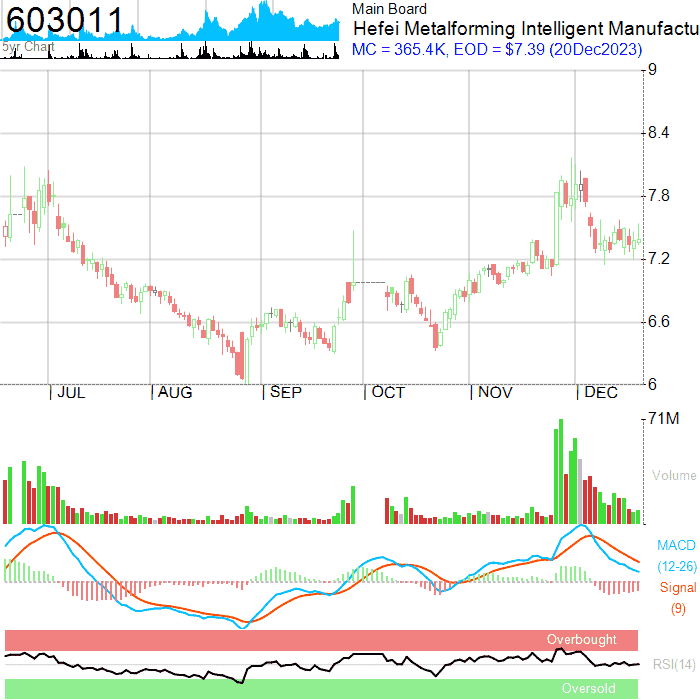 603011
5yr Chart
Main Board
Hefei Metalforming Intelligent Manufactu
MC = 365.4K, EOD = $7.39 (20Dec2023)
9
8.4
7.8
7.2
6.6
6
| JUL | AUG | SEP | OCT | NOV | DEC
71M
Volume
MACD
(12-26)
Signal
(9)
Overbought
RSI(14)
Oversold